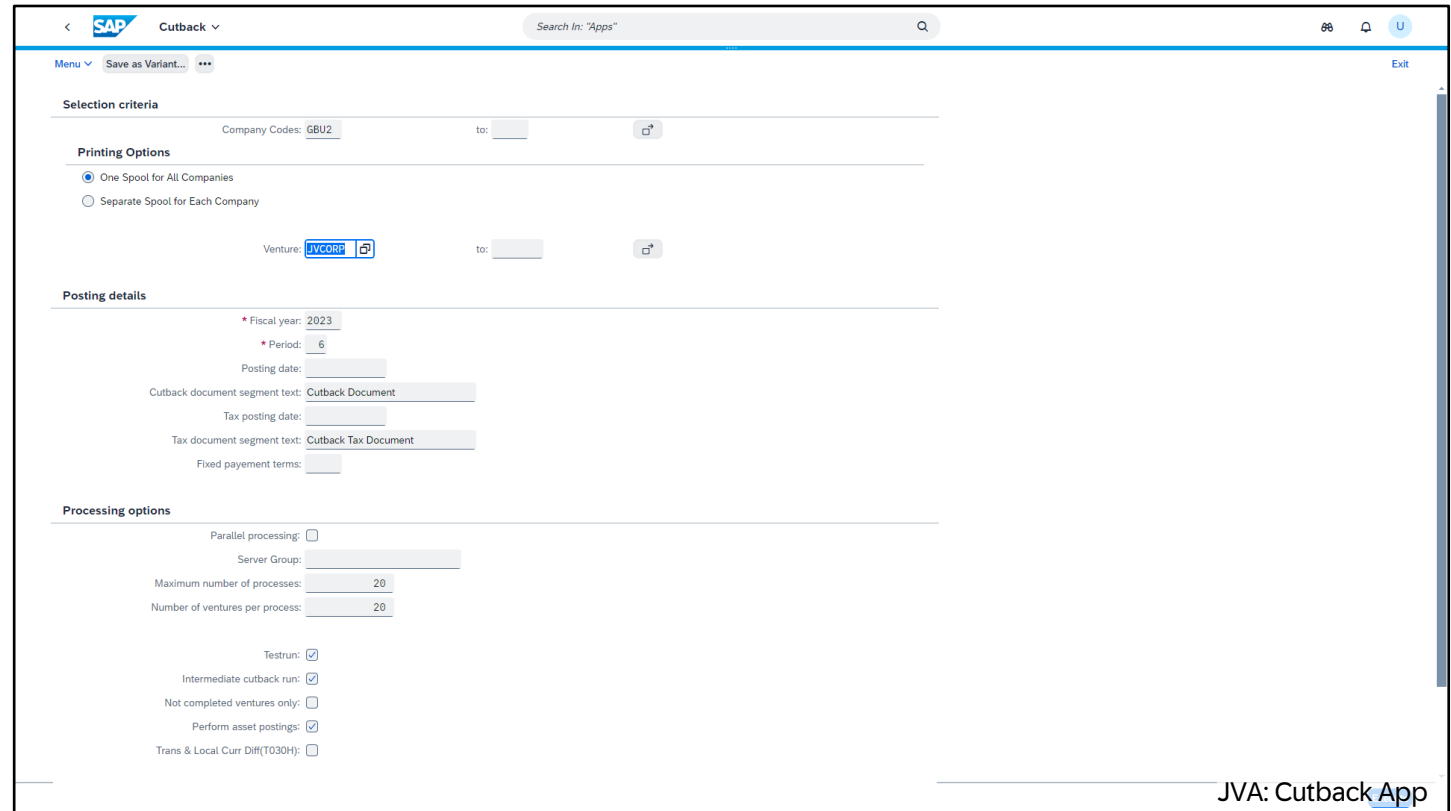 SAP Cutback Search In: "Apps" U
Menu Save as Variant... ••• Exit
Selection criteria
Company Codes: GBU2 to:
Printing Options
One Spool for All Companies
Separate Spool for Each Company
Venture: JVCORP to:
Posting details
* Fiscal year: 2023
* Period: 6
Posting date:
Cutback document segment text: Cutback Document
Tax posting date:
Tax document segment text: Cutback Tax Document
Fixed payement terms:
Processing options
Parallel processing:
Server Group:
Maximum number of processes: 20
Number of ventures per process: 20
Testrun:
Intermediate cutback run:
Not completed ventures only:
Perform asset postings:
Trans & Local Curr Diff(T030H):
JVA: Cutback App